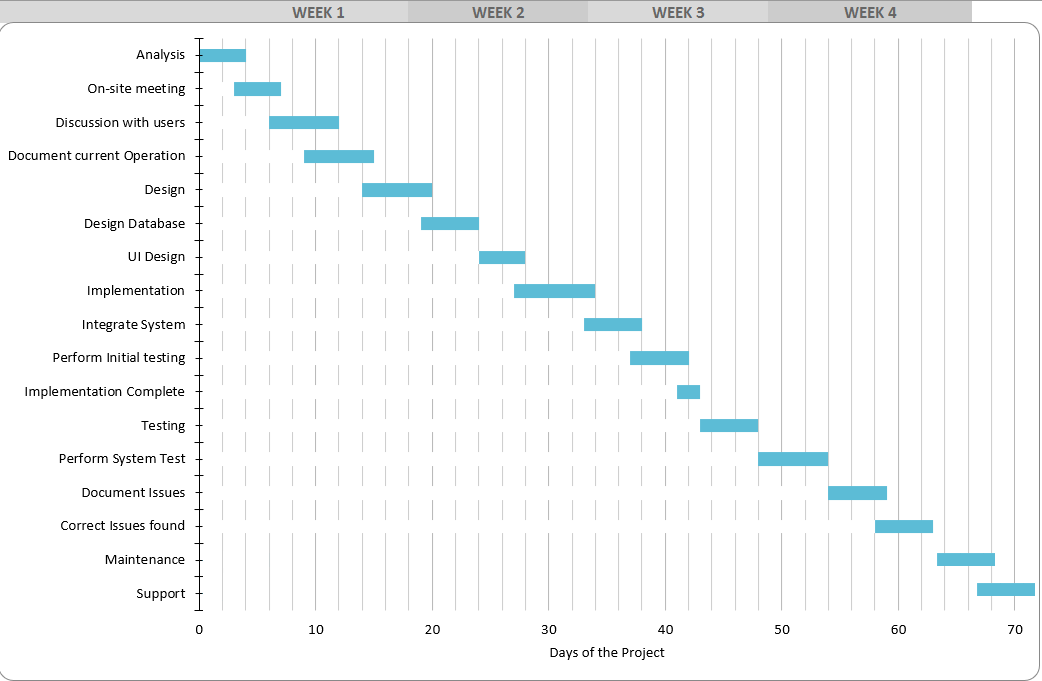 WEEK 1 WEEK 2 WEEK 3 WEEK 4
Analysis
On-site meeting
Discussion with users
Document current Operation
Design
Design Database
UI Design
Implementation
Integrate System
Perform Initial testing
Implementation Complete
Testing
Perform System Test
Document Issues
Correct Issues found
Maintenance
Support
0 10 20 30 40 50 60 70
Days of the Project